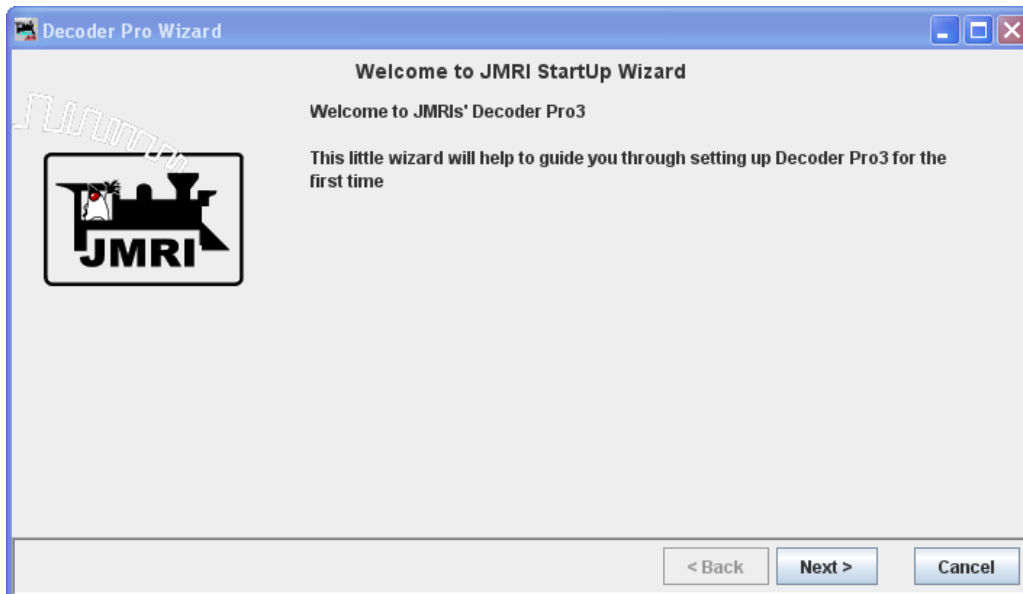 Decoder Pro Wizard
Welcome to JMRI StartUp Wizard
Welcome to JMRIs' Decoder Pro3
This little wizard will help to guide you through setting up Decoder Pro3 for the
first time
JMRI
< Back Next > Cancel